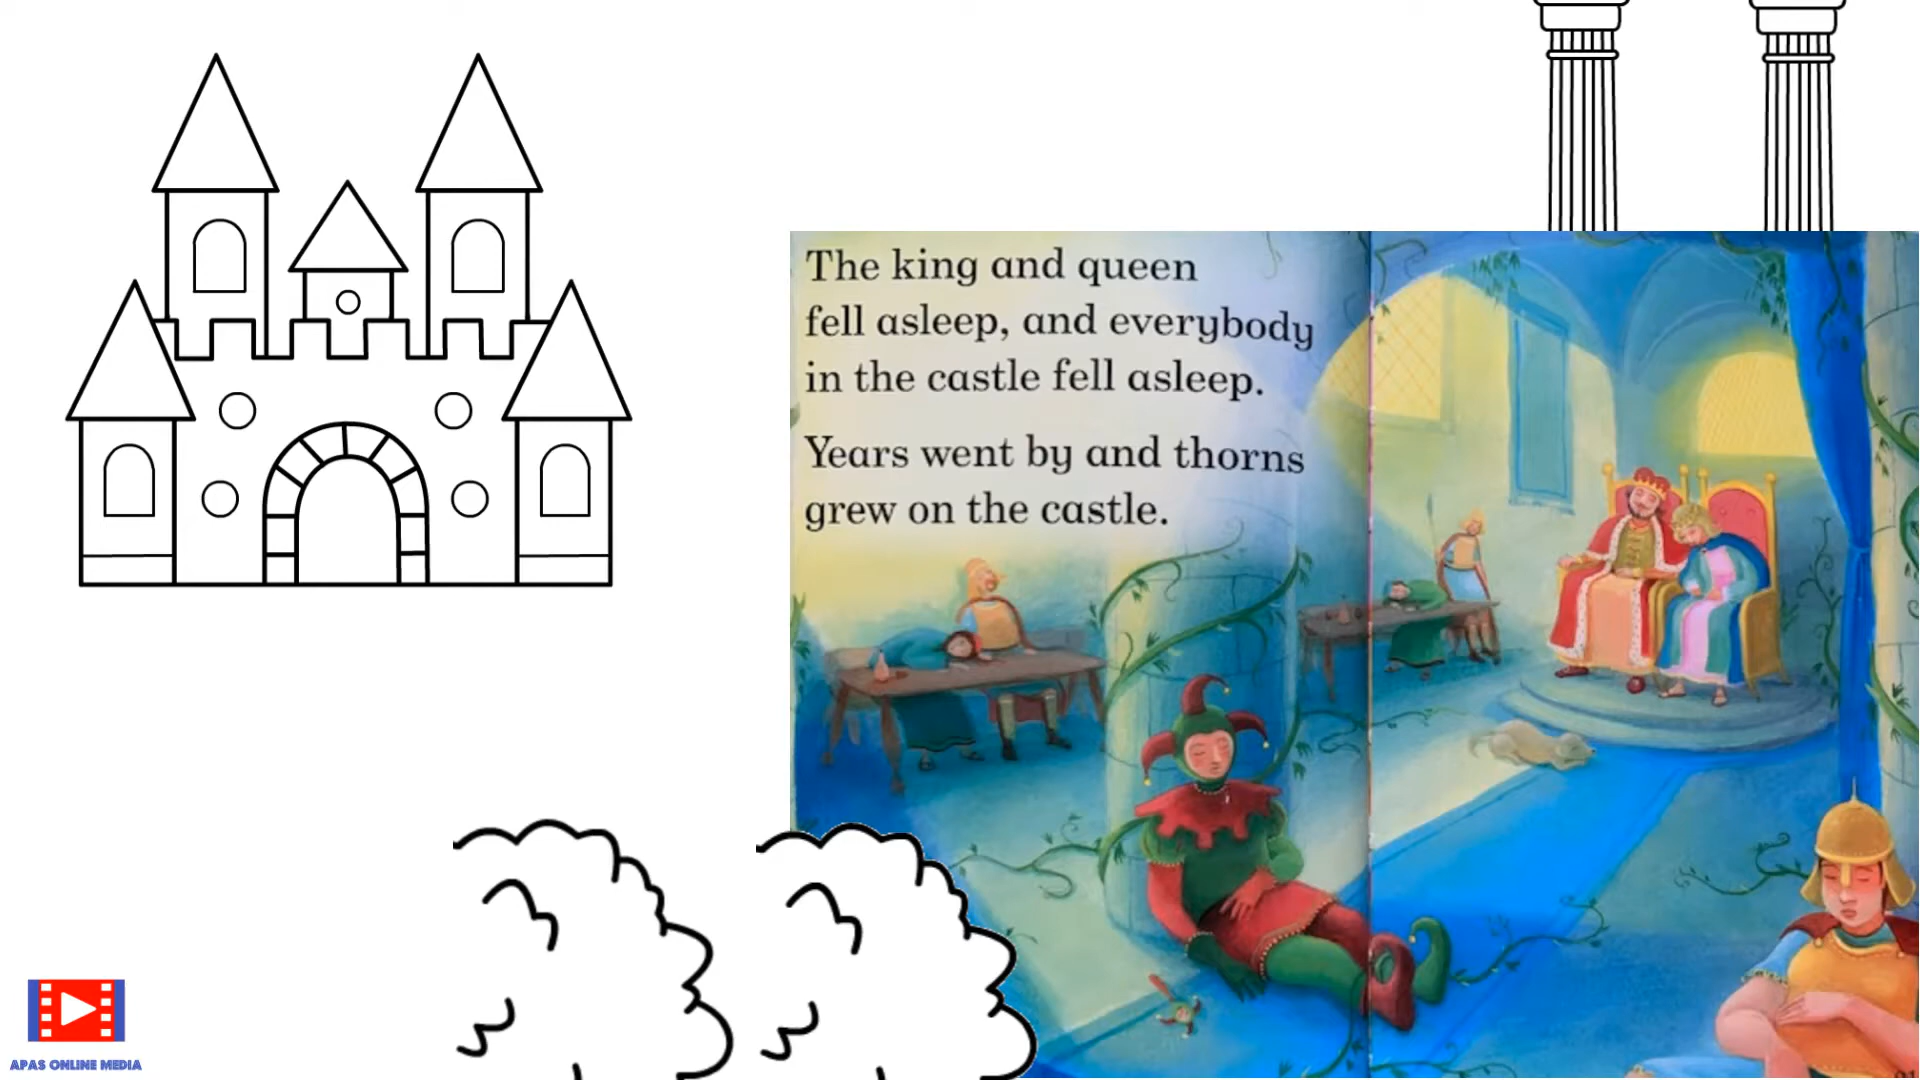 The king and queen
fell asleep, and everybody
in the castle fell asleep.
Years went by and thorns
grew on the castle.
APAS ONLINE MEDIA